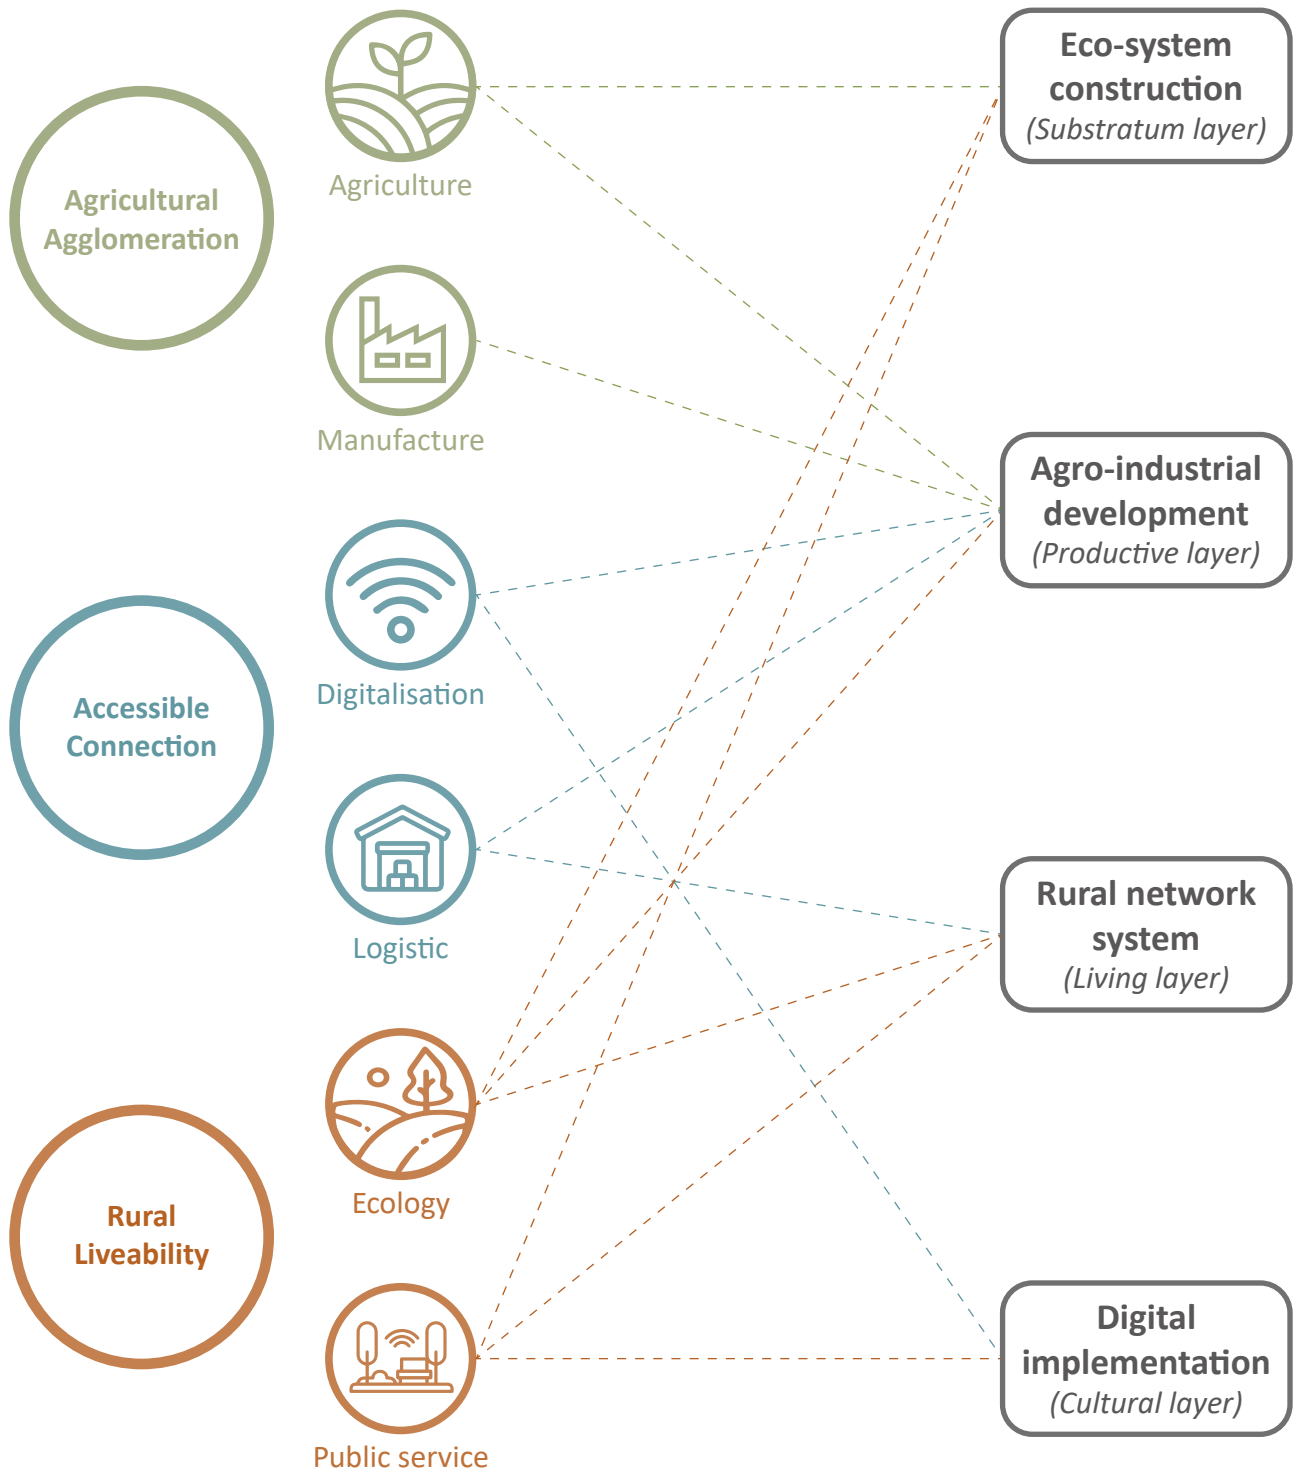 Agricultural
Agglomeration
Agriculture
Manufacture
Accessible
Connection
Digitalisation
Logistic
Rural
Liveability
Ecology
Public service
Eco-system
construction
(Substratum layer)
Agro-industrial
development
(Productive layer)
Rural network
system
(Living layer)
Digital
implementation
(Cultural layer)